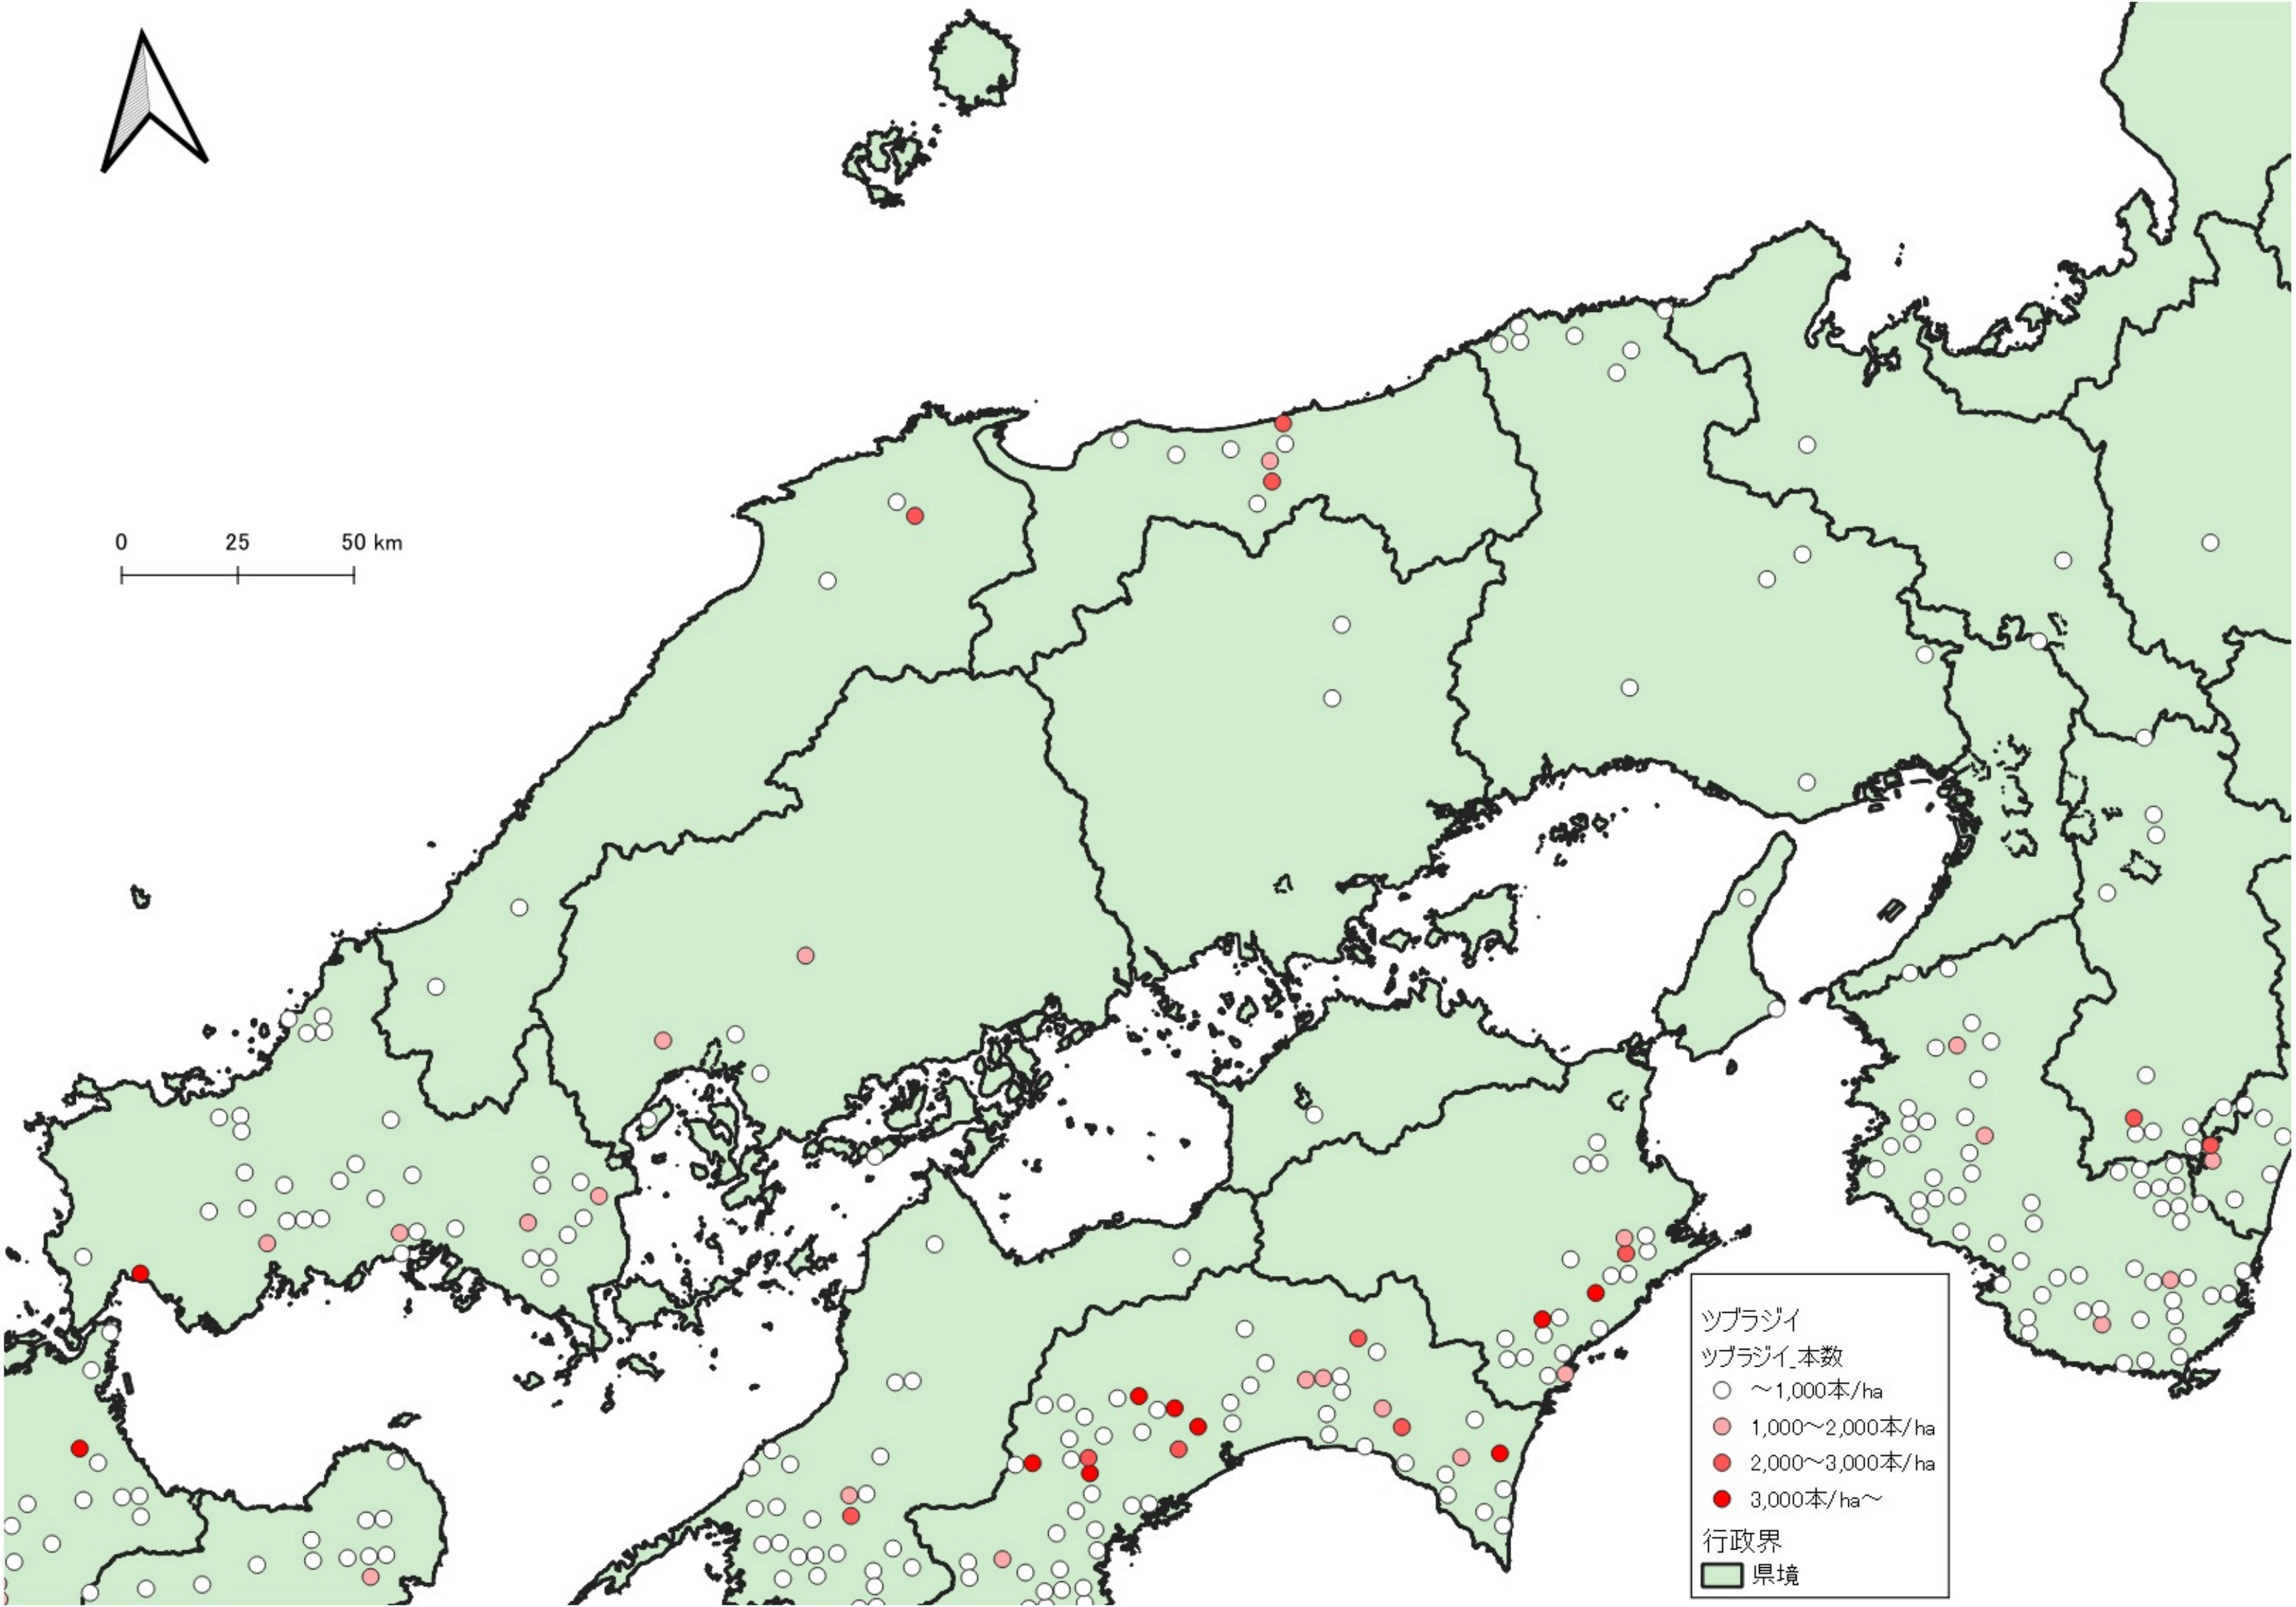 0 25 50 km
ツブラジイ
ツブラジイ_本数
～1,000本/ha
1,000～2,000本/ha
2,000～3,000本/ha
3,000本/ha～
行政界
県境